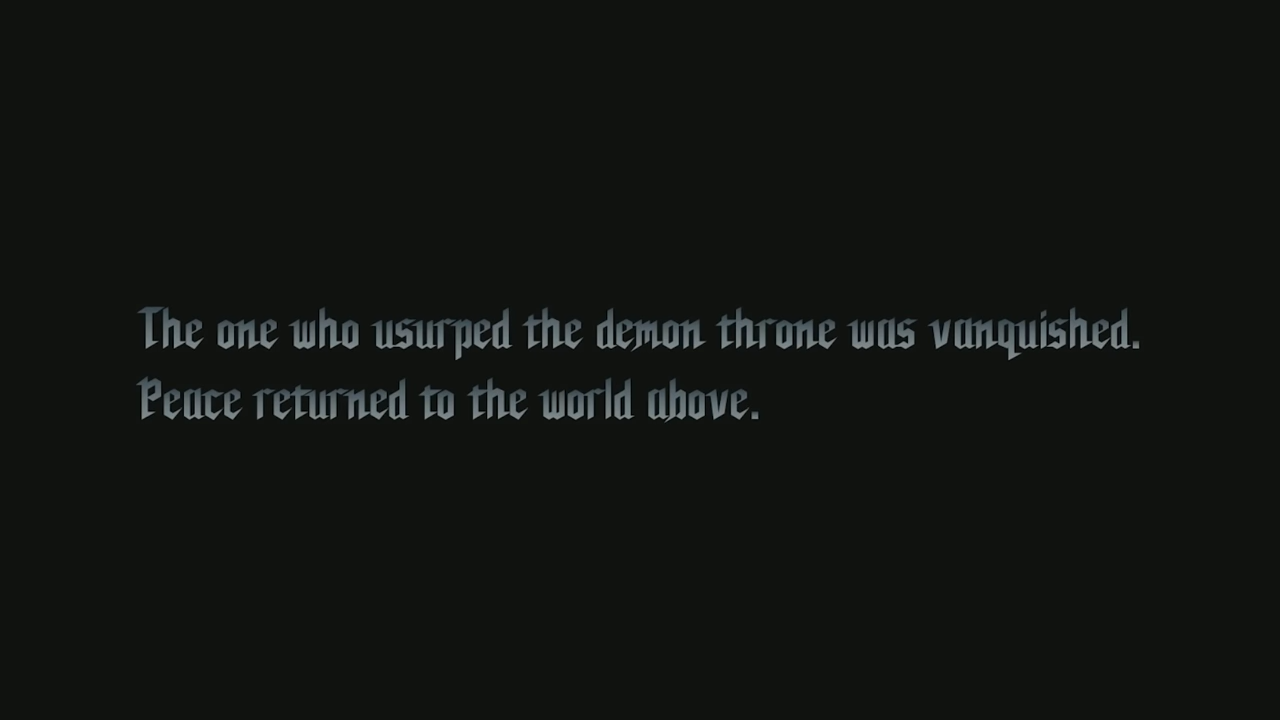 The one who usurped the demon throne was vanquished.
Peace returned to the world above.